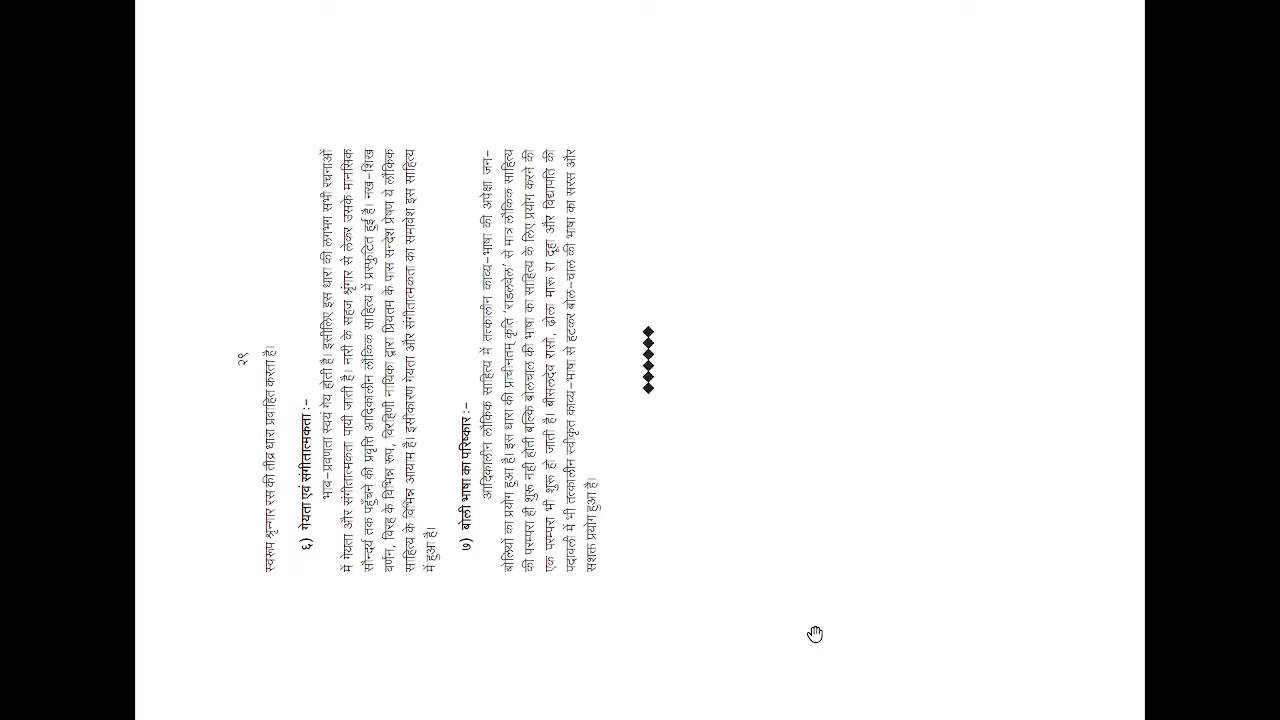 २९
स्वरूप श्रृन्गार रस की तीव्र धारा प्रवाहित करता है।
६) गेयता एवं संगीतात्मकता :-
भाव-प्रवणता स्वयं गेय होती है। इसीलिए इस धारा की लगभग सभी रचनाओं
में गेयता और संगीतात्मकता पायी जाती है। नारी के सहज श्रृंगार से लेकर उसके मानसिक
सौन्दर्य तक पहुँचने की प्रवृत्ति आदिकालीन लौकिक साहित्य में प्रस्फुटित हुई है। नख-शिख
वर्णन, विरह के विभिन्न रूप, विरहिणी नायिका द्वारा प्रियतम के पास सन्देश प्रेषण ये लौकिक
साहित्य के विभिन्न आयाम है। इसीकारण गेयता और संगीतात्मकता का समावेश इस साहित्य
में हुआ है।
७) बोली भाषा का परिष्कार :-
आदिकालीन लौकिक साहित्य में तत्कालीन काव्य-भाषा की अपेक्षा जन-
बोलियों का प्रयोग हुआ है। इस धारा की प्राचीनतम् कृति 'राडलवेल' से मात्र लौकिक साहित्य
की परम्परा ही शुरू नही होती बल्कि बोलचाल की भाषा का साहित्य के लिए प्रयोग करने की
एक परम्परा भी शुरू हो जाती है। बीसलदेव रासो, ढोला मारू रा दूहा और विद्यापति की
पदावली में भी तत्कालीन स्वीकृत काव्य-भाषा से हटकर बोल-चाल की भाषा का सरस और
सशक्त प्रयोग हुआ है।